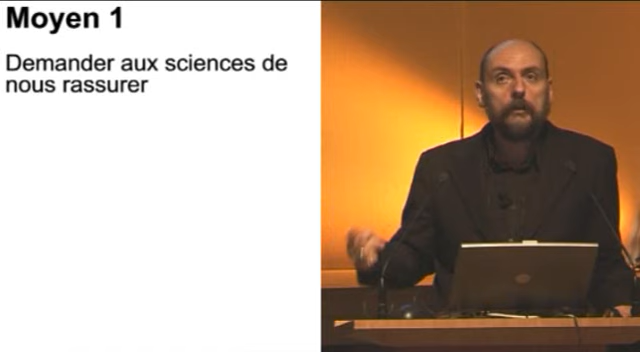 Moyen 1
Demander aux sciences de
nous rassurer